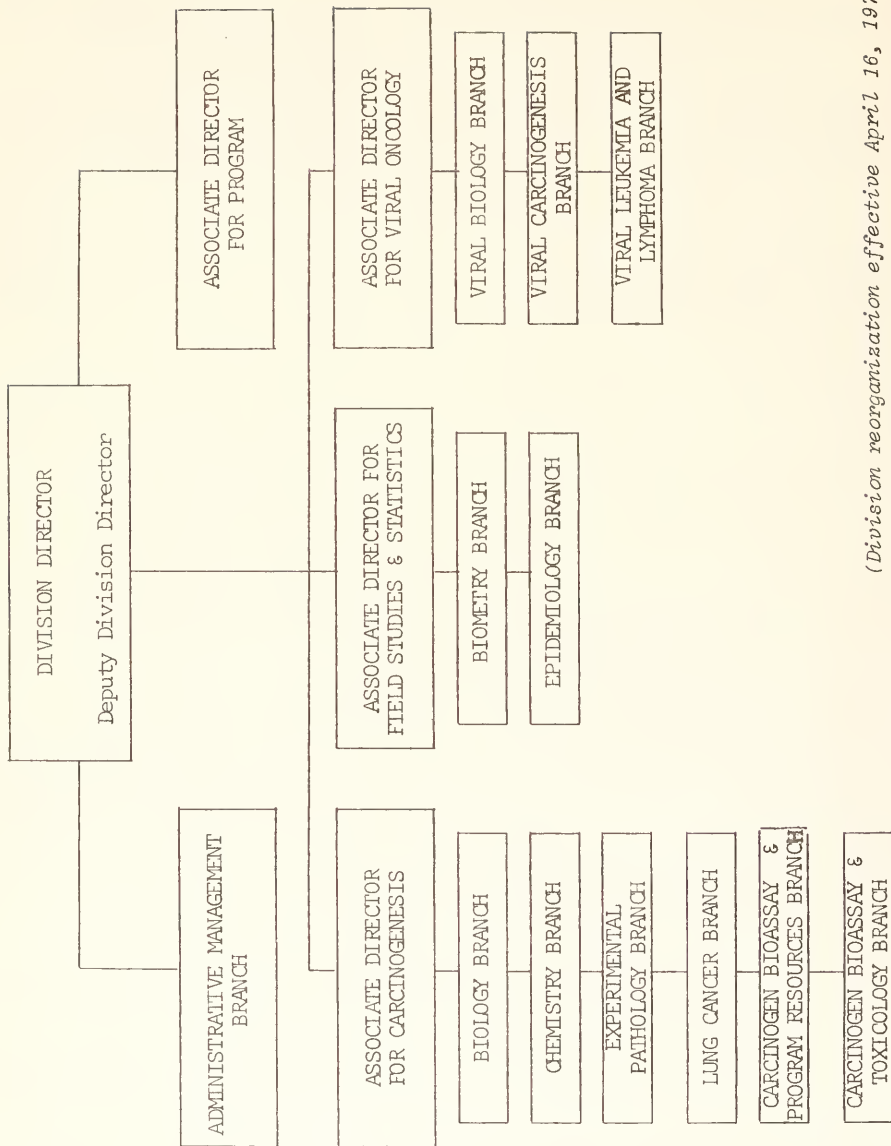 DIVISION DIRECTOR
Deputy Division Director
ADMINISTRATIVE MANAGEMENT
BRANCH
ASSOCIATE DIRECTOR
FOR PROGRAM
ASSOCIATE DIRECTOR
FOR CARCINOGENESIS
BIOLOGY BRANCH
CHEMISTRY BRANCH
EXPERIMENTAL
PATHOLOGY BRANCH
LUNG CANCER BRANCH
CARCINOGEN BIOASSAY &
PROGRAM RESOURCES BRANCH
CARCINOGEN BIOASSAY &
TOXICOLOGY BRANCH
ASSOCIATE DIRECTOR FOR
FIELD STUDIES & STATISTICS
BIOMETRY BRANCH
EPIDEMIOLOGY BRANCH
ASSOCIATE DIRECTOR
FOR VIRAL ONCOLOGY
VIRAL BIOLOGY BRANCH
VIRAL CARCINOGENESIS
BRANCH
VIRAL LEUKEMIA AND
LYMPHOMA BRANCH
(Division reorganization effective April 16,